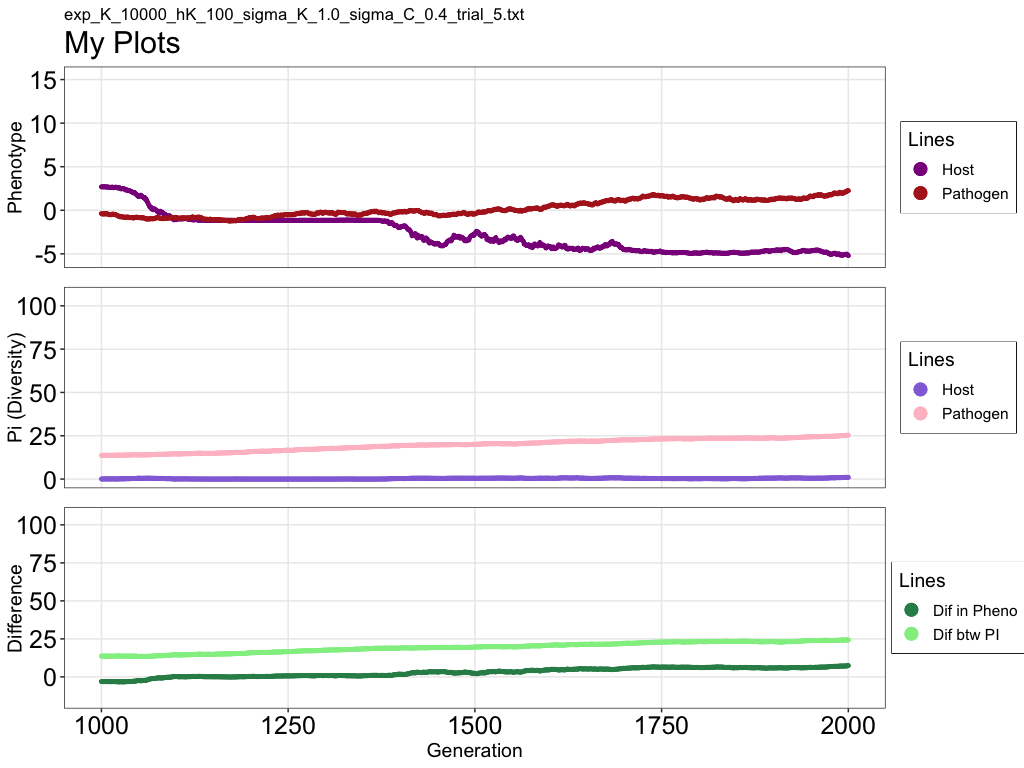 exp_K_10000_hK_100_sigma_K_1.0_sigma_C_0.4_trial_5.txt
My Plots
Phenotype
15
10
5
0
-5
Lines
Host
Pathogen
Pi (Diversity)
100
75
50
25
0
Lines
Host
Pathogen
Difference
100
75
50
25
0
Lines
Dif in Pheno
Dif btw PI
1000 1250 1500 1750 2000
Generation